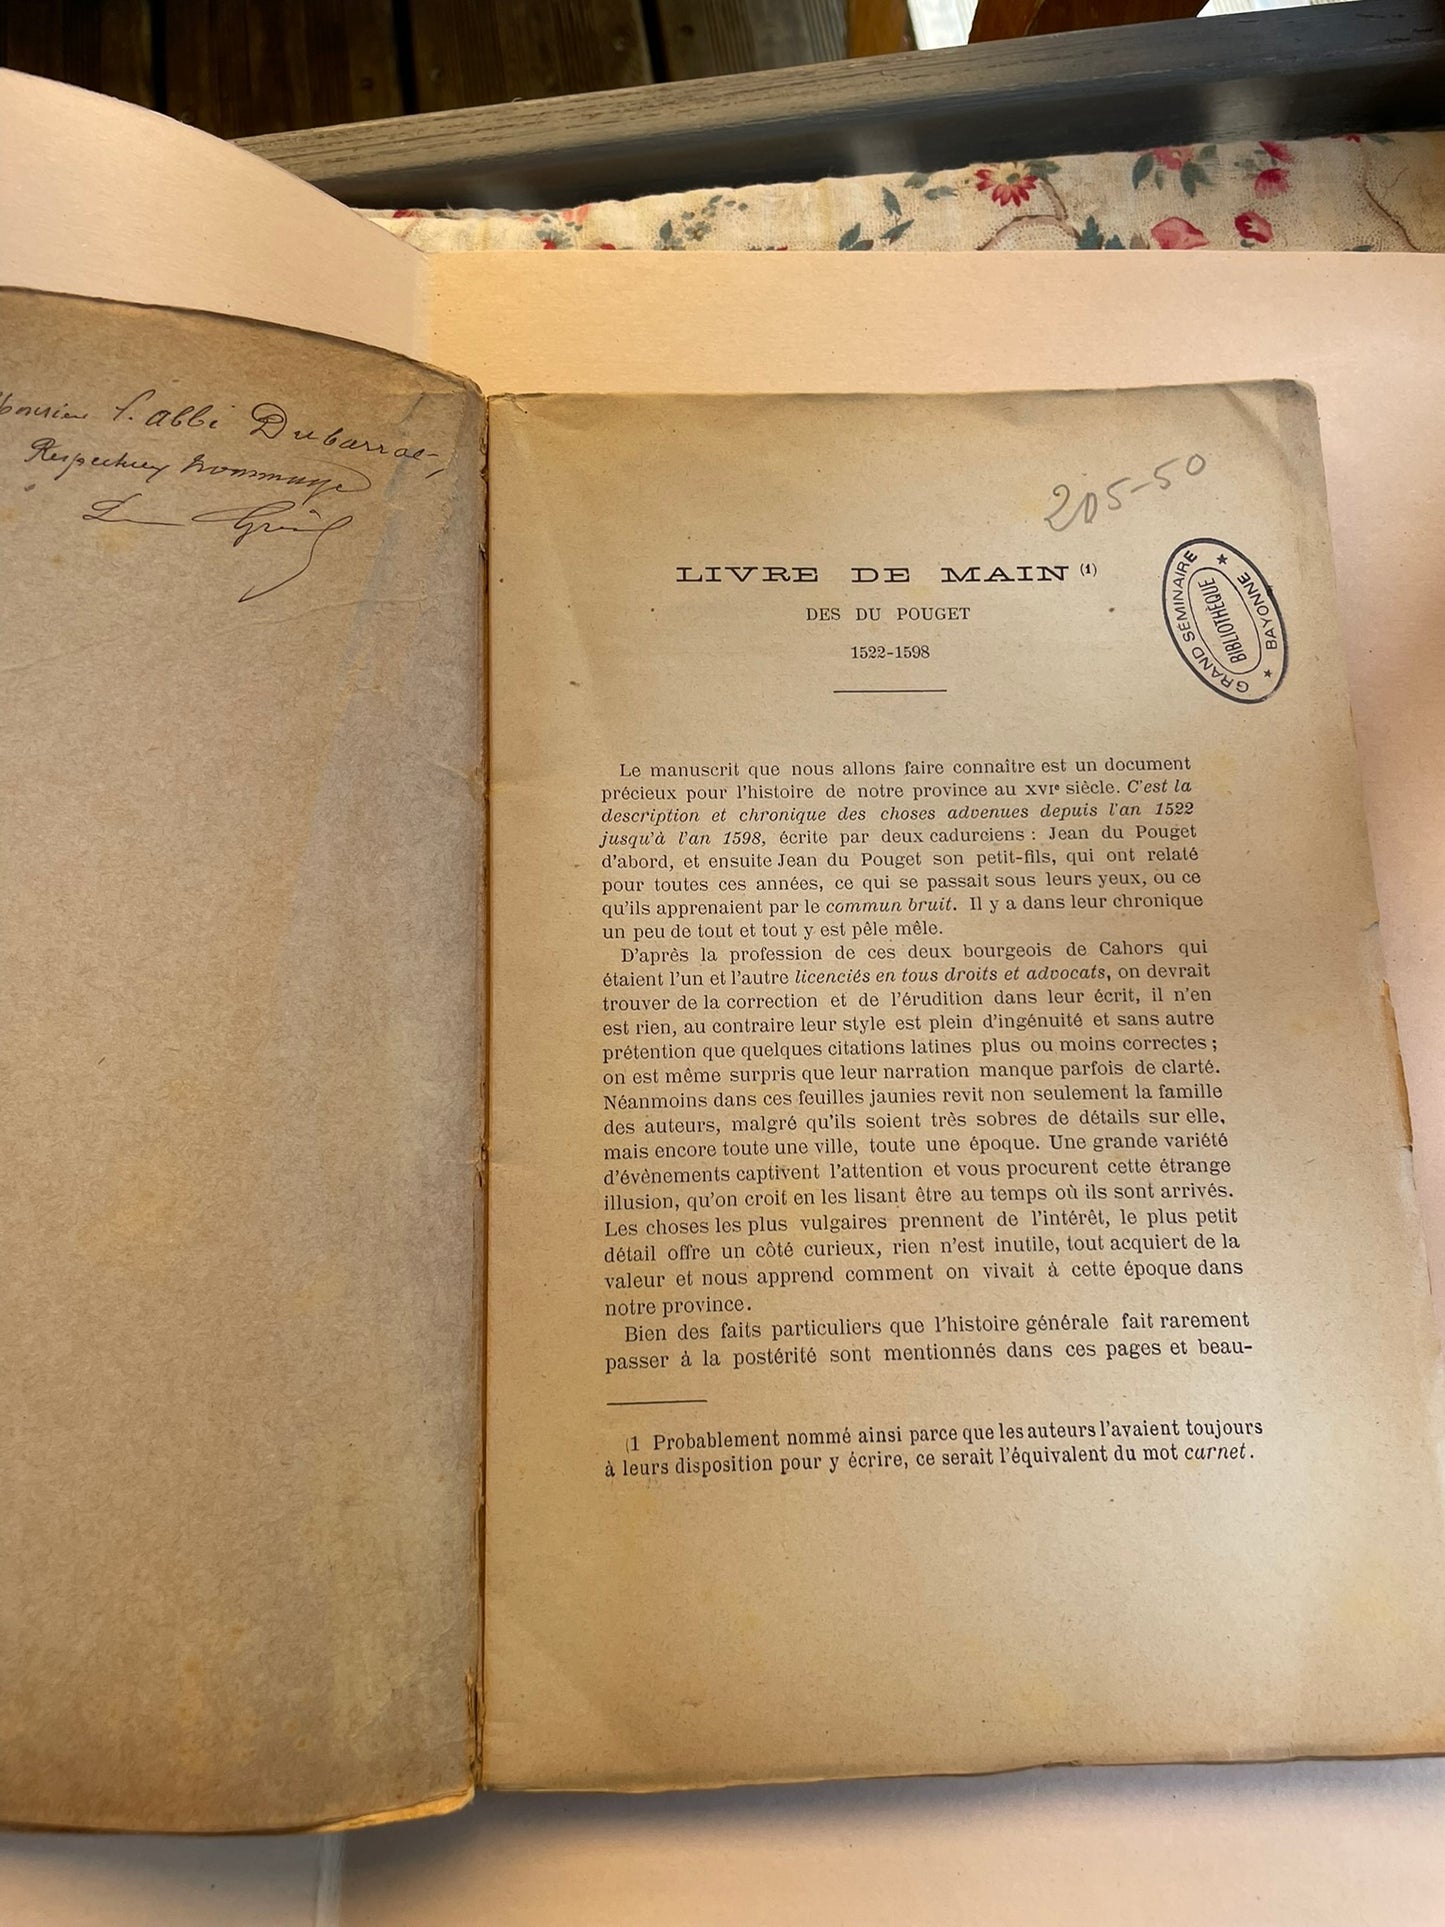 l'abbé Dubarrat,
Respectueux hommage
205-50
LIVRE DE MAIN (1)
DES DU POUGET
1522-1598
GRAND SÉMINAIRE
BIBLIOTHÈQUE
★ BAYONNE ★
Le manuscrit que nous allons faire connaître est un document
précieux pour l'histoire de notre province au XVIe siècle. C'est la
description et chronique des choses advenues depuis l'an 1522
jusqu'à l'an 1598, écrite par deux cadurciens : Jean du Pouget
d'abord, et ensuite Jean du Pouget son petit-fils, qui ont relaté
pour toutes ces années, ce qui se passait sous leurs yeux, ou ce
qu'ils apprenaient par le commun bruit. Il y a dans leur chronique
un peu de tout et tout y est pêle mêle.
D'après la profession de ces deux bourgeois de Cahors qui
étaient l'un et l'autre licenciés en tous droits et advocats, on devrait
trouver de la correction et de l'érudition dans leur écrit, il n'en
est rien, au contraire leur style est plein d'ingénuité et sans autre
prétention que quelques citations latines plus ou moins correctes ;
on est même surpris que leur narration manque parfois de clarté.
Néanmoins dans ces feuilles jaunies revit non seulement la famille
des auteurs, malgré qu'ils soient très sobres de détails sur elle,
mais encore toute une ville, toute une époque. Une grande variété
d'évènements captivent l'attention et vous procurent cette étrange
illusion, qu'on croit en les lisant être au temps où ils sont arrivés.
Les choses les plus vulgaires prennent de l'intérêt, le plus petit
détail offre un côté curieux, rien n'est inutile, tout acquiert de la
valeur et nous apprend comment on vivait à cette époque dans
notre province.
Bien des faits particuliers que l'histoire générale fait rarement
passer à la postérité sont mentionnés dans ces pages et beau-
(1 Probablement nommé ainsi parce que les auteurs l'avaient toujours
à leurs disposition pour y écrire, ce serait l'équivalent du mot carnet.